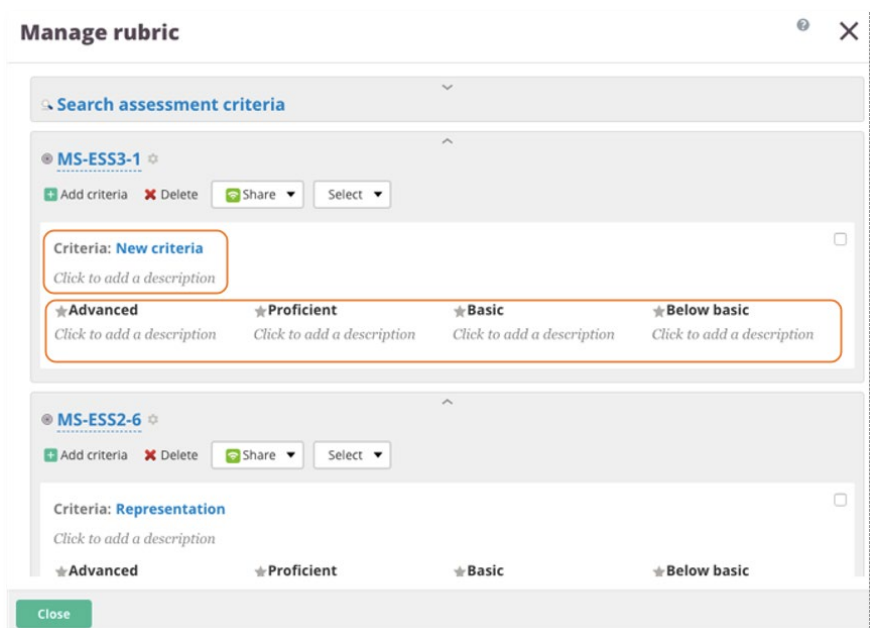 Manage rubric
Search assessment criteria
MS-ESS3-1
Add criteria Delete Share Select
Criteria: New criteria
Click to add a description
Advanced Proficient Basic Below basic
Click to add a description Click to add a description Click to add a description Click to add a description
MS-ESS2-6
Add criteria Delete Share Select
Criteria: Representation
Click to add a description
Advanced Proficient Basic Below basic
Close